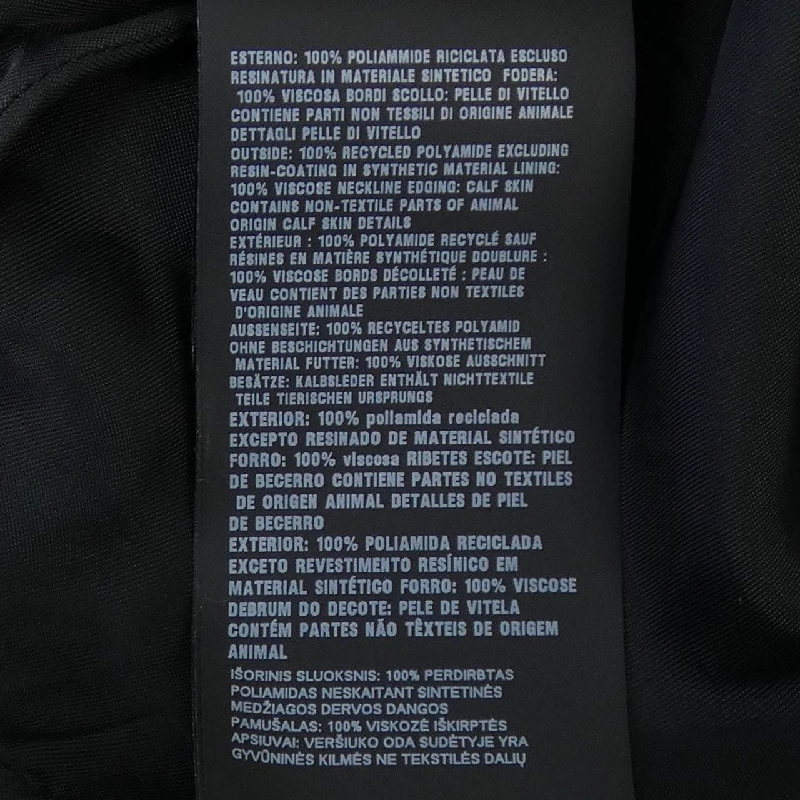 ESTERNO: 100% POLIAMMIDE RICICLATA ESCLUSO
RESINATURA IN MATERIALE SINTETICO FODERA:
100% VISCOSA BORDI SCOLLO: PELLE DI VITELLO
CONTIENE PARTI NON TESSILI DI ORIGINE ANIMALE
DETTAGLI PELLE DI VITELLO
OUTSIDE: 100% RECYCLED POLYAMIDE EXCLUDING
RESIN-COATING IN SYNTHETIC MATERIAL LINING:
100% VISCOSE NECKLINE EDGING: CALF SKIN
CONTAINS NON-TEXTILE PARTS OF ANIMAL
ORIGIN CALF SKIN DETAILS
EXTÉRIEUR : 100% POLYAMIDE RECYCLÉ SAUF
RÉSINES EN MATIÈRE SYNTHÉTIQUE DOUBLURE :
100% VISCOSE BORDS DÉCOLLETÉ : PEAU DE
VEAU CONTIENT DES PARTIES NON TEXTILES
D'ORIGINE ANIMALE
AUSSENSEITE: 100% RECYCELTES POLYAMID
OHNE BESCHICHTUNGEN AUS SYNTHETISCHEM
MATERIAL FUTTER: 100% VISKOSE AUSSCHNITT
BESÄTZE: KALBSLEDER ENTHÄLT NICHTTEXTILE
TEILE TIERISCHEN URSPRUNGS
EXTERIOR: 100% poliamida reciclada
EXCEPTO RESINADO DE MATERIAL SINTÉTICO
FORRO: 100% viscosa RIBETES ESCOTE: PIEL
DE BECERRO CONTIENE PARTES NO TEXTILES
DE ORIGEN ANIMAL DETALLES DE PIEL
DE BECERRO
EXTERIOR: 100% POLIAMIDA RECICLADA
EXCETO REVESTIMENTO RESÍNICO EM
MATERIAL SINTÉTICO FORRO: 100% VISCOSE
DEBRUM DO DECOTE: PELE DE VITELA
CONTÉM PARTES NÃO TÊXTEIS DE ORIGEM
ANIMAL
IŠORINIS SLUOKSNIS: 100% PERDIRBTAS
POLIAMIDAS NESKAITANT SINTETINĖS
MEDŽIAGOS DERVOS DANGOS
PAMUŠALAS: 100% VISKOZĖ IŠKIRPTĖS
APSIUVAI: VERŠIUKO ODA SUDĖTYJE YRA
GYVŪNINĖS KILMĖS NE TEKSTILĖS DALIŲ